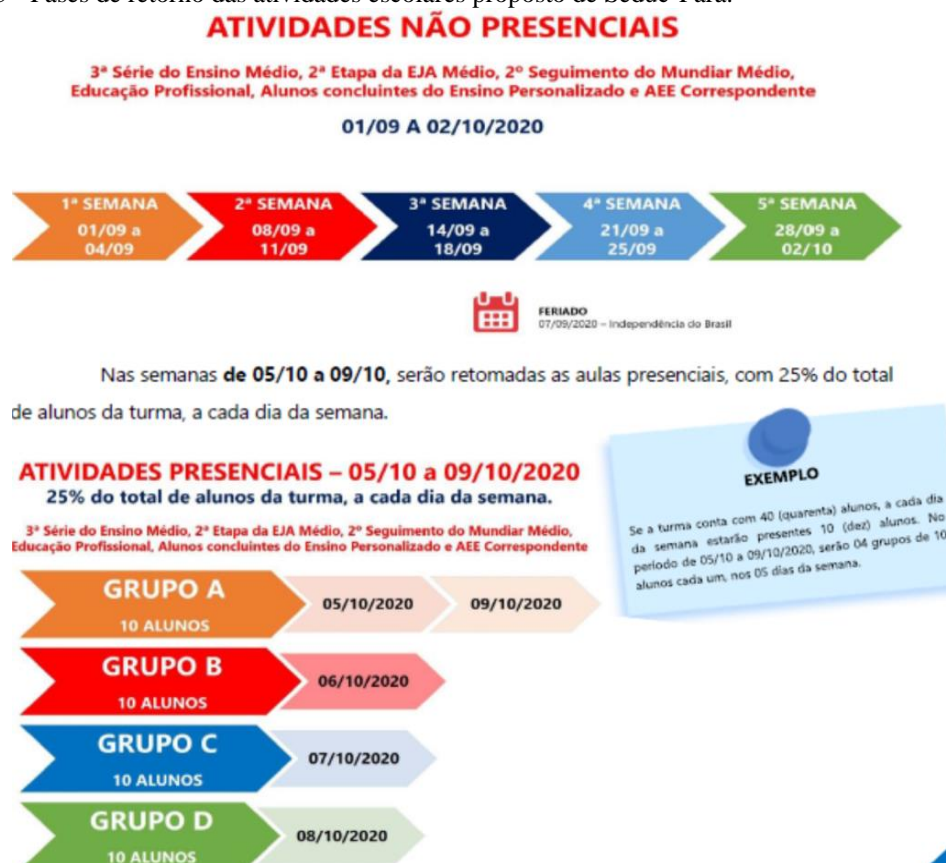 Fases de retorno das atividades escolares proposto de Seduc Pará.
ATIVIDADES NÃO PRESENCIAIS
3ª Série do Ensino Médio, 2ª Etapa da EJA Médio, 2º Seguimento do Mundiar Médio,
Educação Profissional, Alunos concluintes do Ensino Personalizado e AEE Correspondente
01/09 A 02/10/2020
1ª SEMANA
01/09 a
04/09
2ª SEMANA
08/09 a
11/09
3ª SEMANA
14/09 a
18/09
4ª SEMANA
21/09 a
25/09
5ª SEMANA
28/09 a
02/10
FERIADO
07/09/2020 – Independência do Brasil
Nas semanas de 05/10 a 09/10, serão retomadas as aulas presenciais, com 25% do total
de alunos da turma, a cada dia da semana.
ATIVIDADES PRESENCIAIS – 05/10 a 09/10/2020
25% do total de alunos da turma, a cada dia da semana.
3ª Série do Ensino Médio, 2ª Etapa da EJA Médio, 2º Seguimento do Mundiar Médio,
Educação Profissional, Alunos concluintes do Ensino Personalizado e AEE Correspondente
EXEMPLO
Se a turma conta com 40 (quarenta) alunos, a cada dia
da semana estarão presentes 10 (dez) alunos. No
período de 05/10 a 09/10/2020, serão 04 grupos de 10
alunos cada um, nos 05 dias da semana.
GRUPO A
10 ALUNOS
05/10/2020
09/10/2020
GRUPO B
10 ALUNOS
06/10/2020
GRUPO C
10 ALUNOS
07/10/2020
GRUPO D
10 ALUNOS
08/10/2020